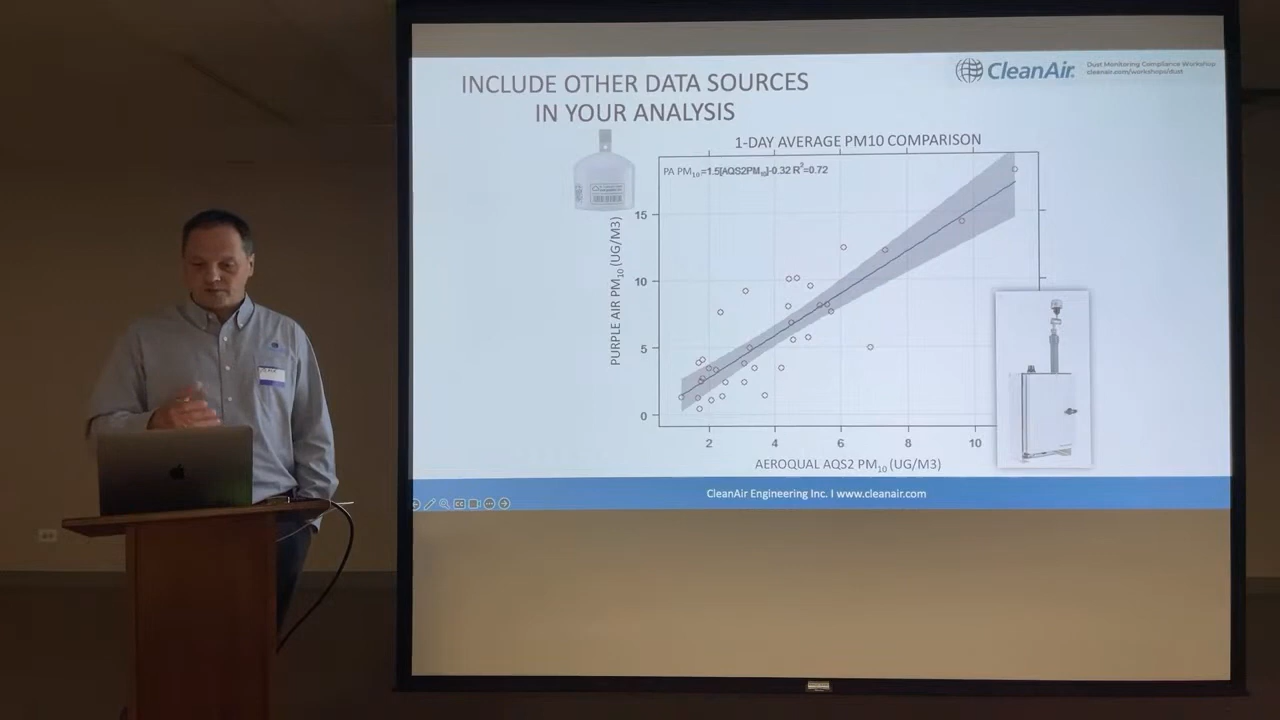 INCLUDE OTHER DATA SOURCES
IN YOUR ANALYSIS
CleanAir
Dust Monitoring Compliance Workshop
cleanair.com/workshops/dust
1-DAY AVERAGE PM10 COMPARISON
PA PM10=1.5[AQS2PM10]-0.32 R²=0.72
PURPLE AIR PM10 (UG/M3)
15
10
5
0
2
4
6
8
10
AEROQUAL AQS2 PM10 (UG/M3)
CleanAir Engineering Inc. I www.cleanair.com
CC